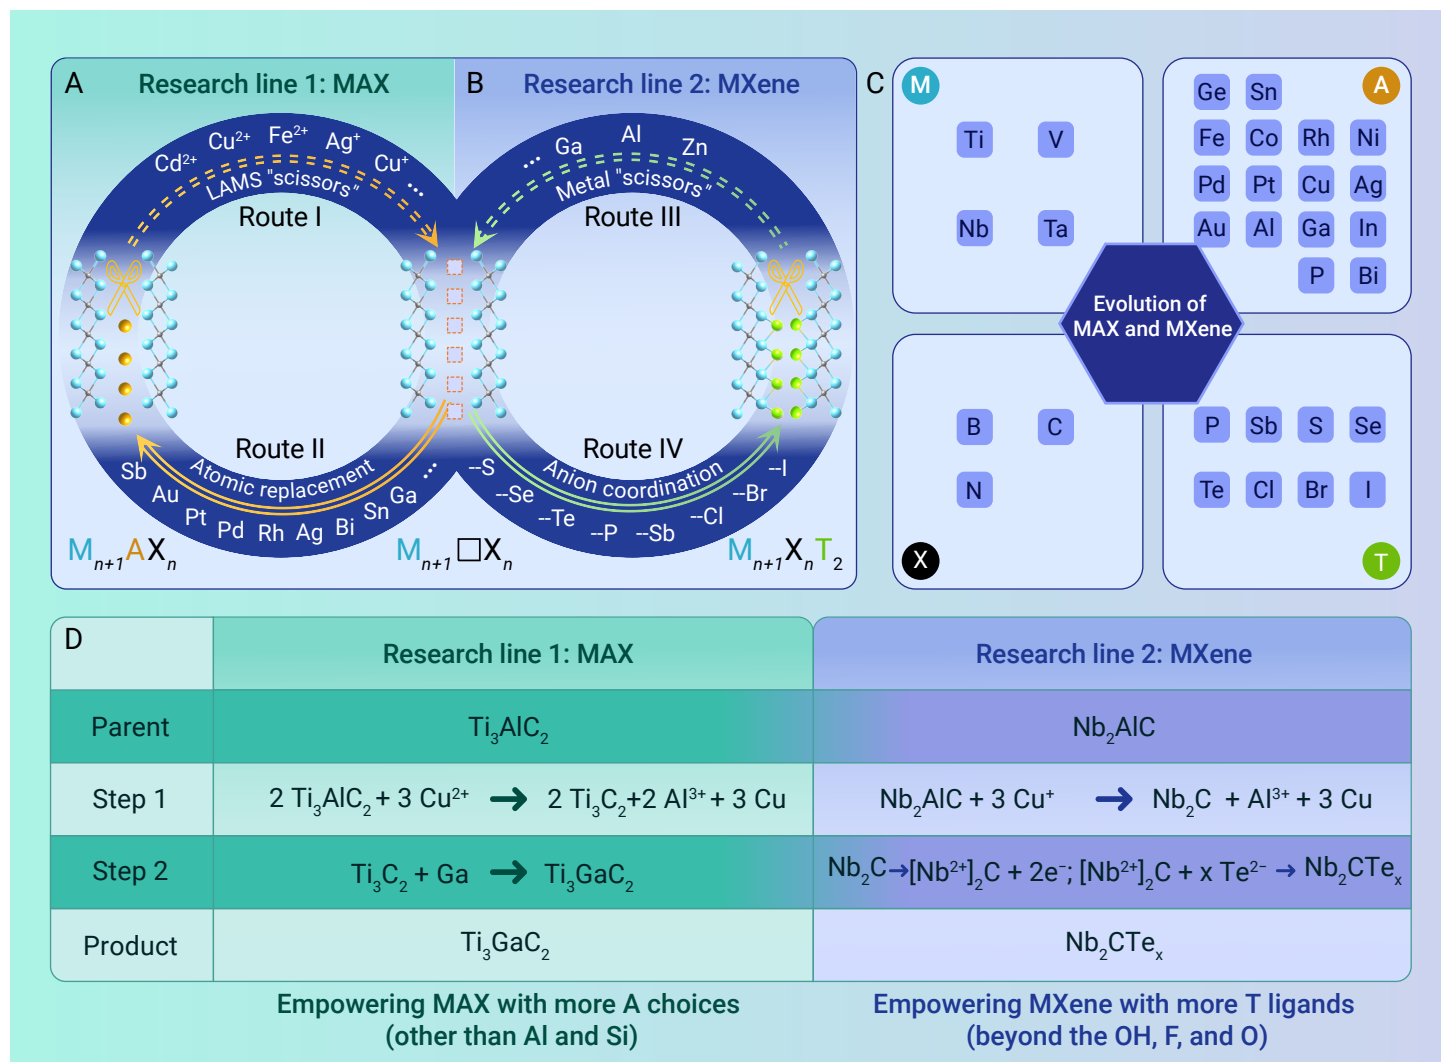 A
Research line 1: MAX
B
Research line 2: MXene
Cd²⁺ Cu²⁺ Fe²⁺ Ag⁺ Cu⁺ ...
LAMS "scissors"
Route I
... Ga Al Zn
Metal "scissors"
Route III
Route II
Atomic replacement
Sb Au Pt Pd Rh Ag Bi Sn Ga ...
Route IV
Anion coordination
--S --Se --Te --P --Sb --Cl --Br --I
Mₙ₊₁AXₙ
Mₙ₊₁□Xₙ
Mₙ₊₁XₙT₂
C
M
Ti V
Nb Ta
A
Ge Sn
Fe Co Rh Ni
Pd Pt Cu Ag
Au Al Ga In
P Bi
Evolution of
MAX and MXene
B C
N
X
P Sb S Se
Te Cl Br I
T
D
Research line 1: MAX
Research line 2: MXene
Parent
Ti₃AlC₂
Nb₂AlC
Step 1
2 Ti₃AlC₂ + 3 Cu²⁺ → 2 Ti₃C₂+2 Al³⁺ + 3 Cu
Nb₂AlC + 3 Cu⁺ → Nb₂C + Al³⁺ + 3 Cu
Step 2
Ti₃C₂ + Ga → Ti₃GaC₂
Nb₂C→[Nb²⁺]₂C + 2e⁻; [Nb²⁺]₂C + x Te²⁻ → Nb₂CTeₓ
Product
Ti₃GaC₂
Nb₂CTeₓ
Empowering MAX with more A choices
(other than Al and Si)
Empowering MXene with more T ligands
(beyond the OH, F, and O)